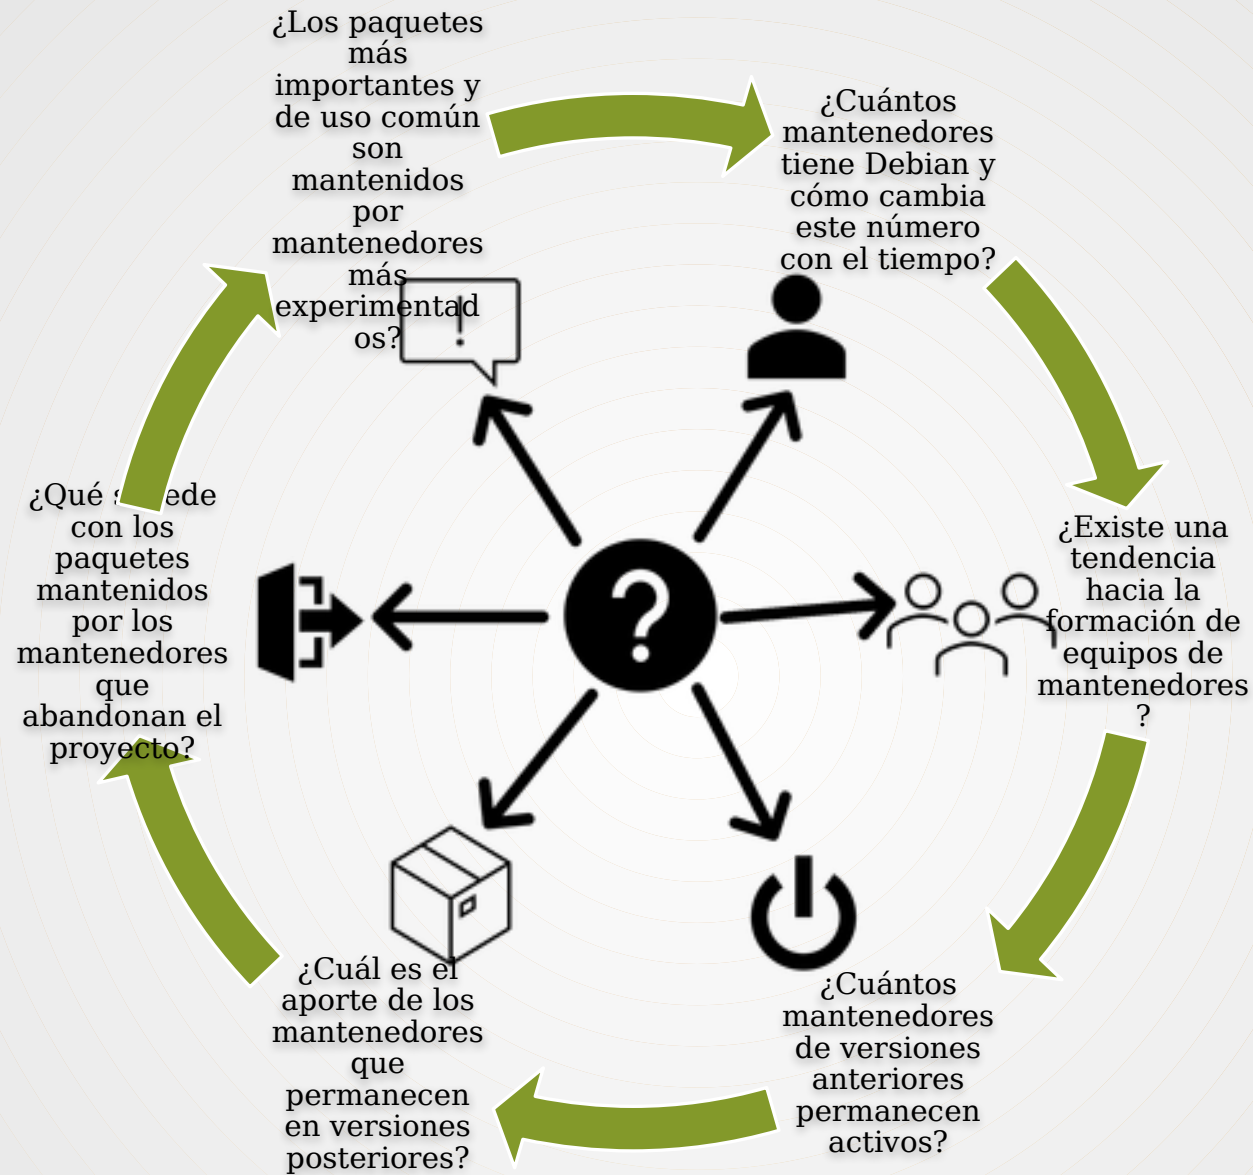 ¿Los paquetes
más
importantes y
de uso común
son
mantenidos
por
mantenedores
más
experimentad
os?
¿Cuántos
mantenedores
tiene Debian y
cómo cambia
este número
con el tiempo?
¿Existe una
tendencia
hacia la
formación de
equipos de
mantenedores
?
¿Cuántos
mantenedores
de versiones
anteriores
permanecen
activos?
¿Cuál es el
aporte de los
mantenedores
que
permanecen
en versiones
posteriores?
¿Qué sucede
con los
paquetes
mantenidos
por los
mantenedores
que
abandonan el
proyecto?
!
?